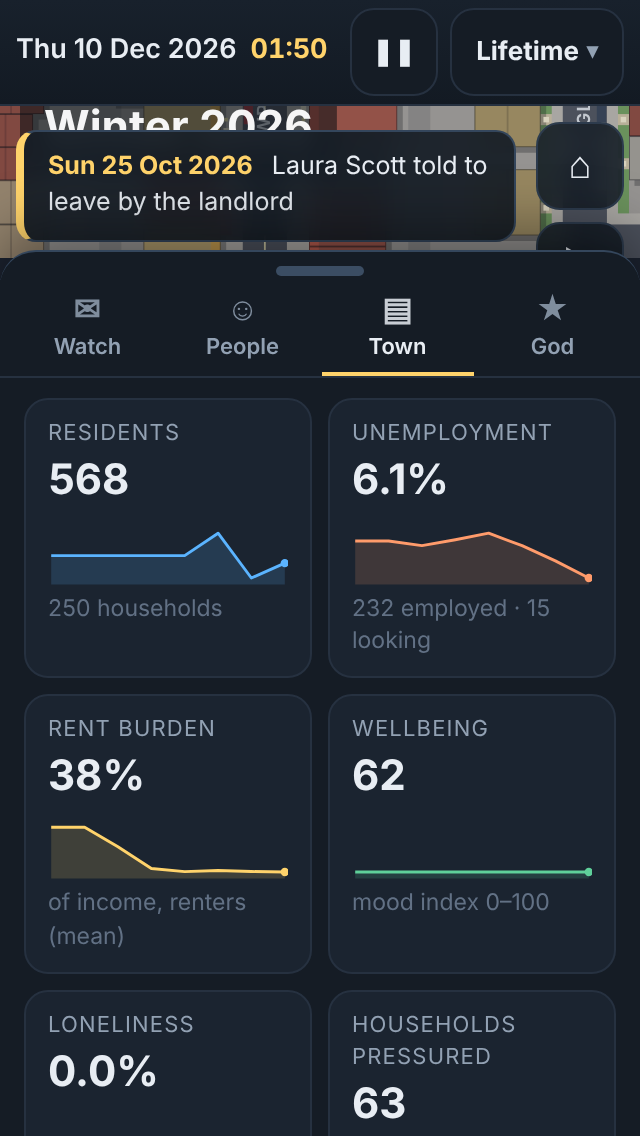 Thu 10 Dec 2026 01:50
Lifetime ▾
Winter 2026
Sun 25 Oct 2026 Laura Scott told to
leave by the landlord
Watch
People
Town
God
RESIDENTS
568
250 households
UNEMPLOYMENT
6.1%
232 employed · 15
looking
RENT BURDEN
38%
of income, renters
(mean)
WELLBEING
62
mood index 0–100
LONELINESS
0.0%
HOUSEHOLDS
PRESSURED
63